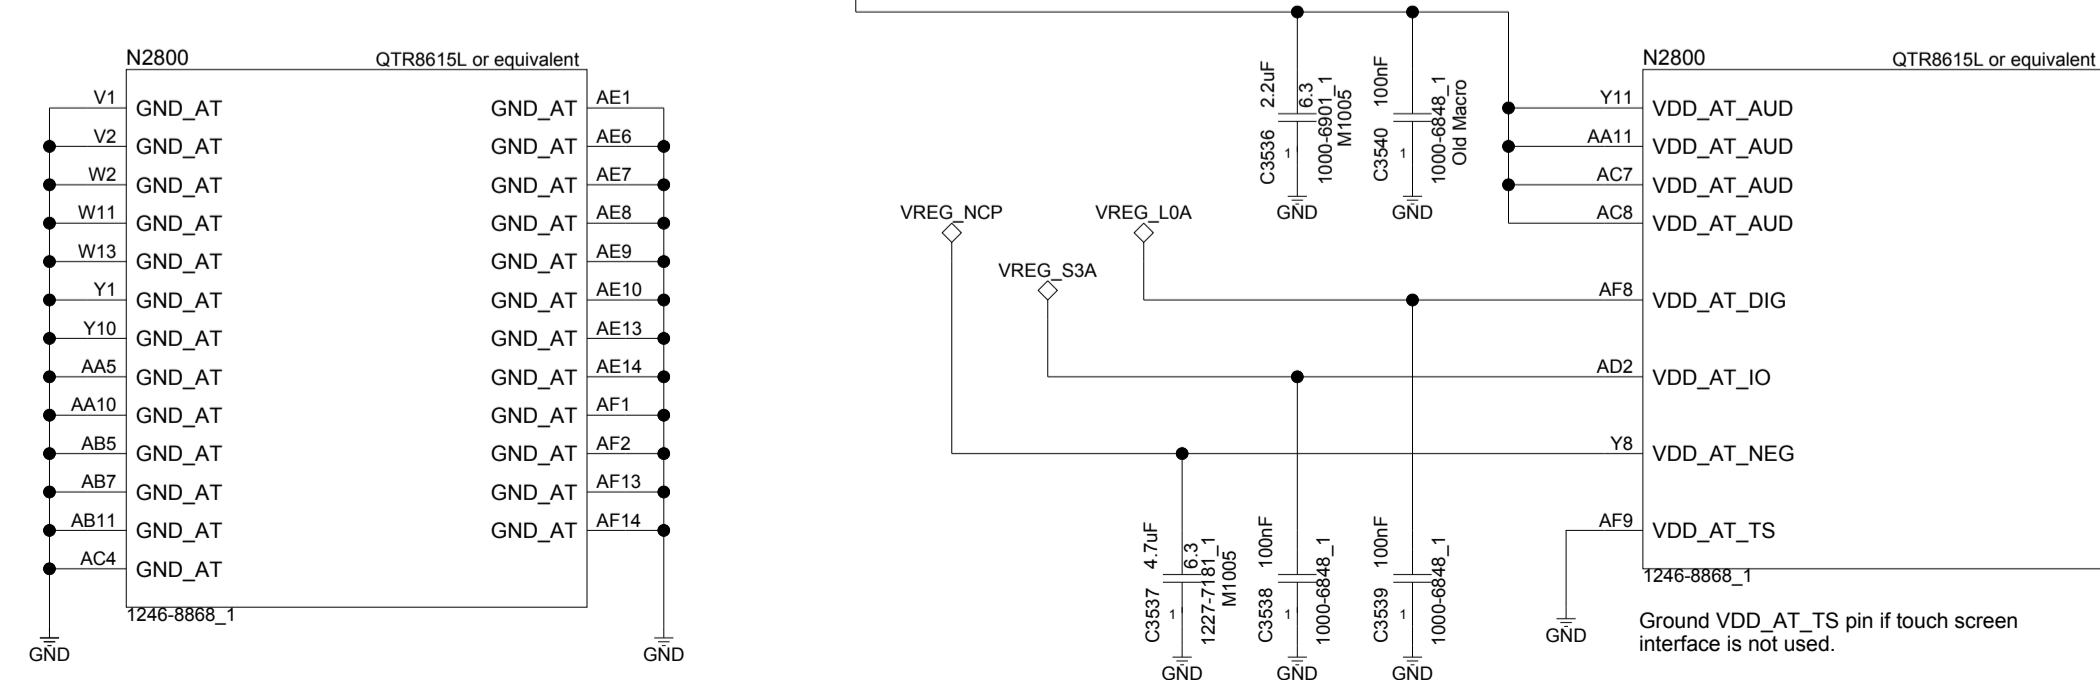 N2800 QTR8615L or equivalent
V1 GND_AT GND_AT AE1
V2 GND_AT GND_AT AE6
W2 GND_AT GND_AT AE7
W11 GND_AT GND_AT AE8
W13 GND_AT GND_AT AE9
Y1 GND_AT GND_AT AE10
Y10 GND_AT GND_AT AE13
AA5 GND_AT GND_AT AE14
AA10 GND_AT GND_AT AF1
AB5 GND_AT GND_AT AF2
AB7 GND_AT GND_AT AF13
AB11 GND_AT GND_AT AF14
AC4 GND_AT
1246-8868_1
GND
GND
C3536 2.2uF
1
6.3
1000-6901_1
M1005
GND
C3540 100nF
1
1000-6848_1
Old Macro
GND
VREG_NCP
VREG_S3A
VREG_L0A
C3537 4.7uF
1
6.3
1227-7181_1
M1005
GND
C3538 100nF
1
1000-6848_1
GND
C3539 100nF
1
1000-6848_1
GND
N2800 QTR8615L or equivalent
Y11 VDD_AT_AUD
AA11 VDD_AT_AUD
AC7 VDD_AT_AUD
AC8 VDD_AT_AUD
AF8 VDD_AT_DIG
AD2 VDD_AT_IO
Y8 VDD_AT_NEG
AF9 VDD_AT_TS
1246-8868_1
GND
Ground VDD_AT_TS pin if touch screen
interface is not used.